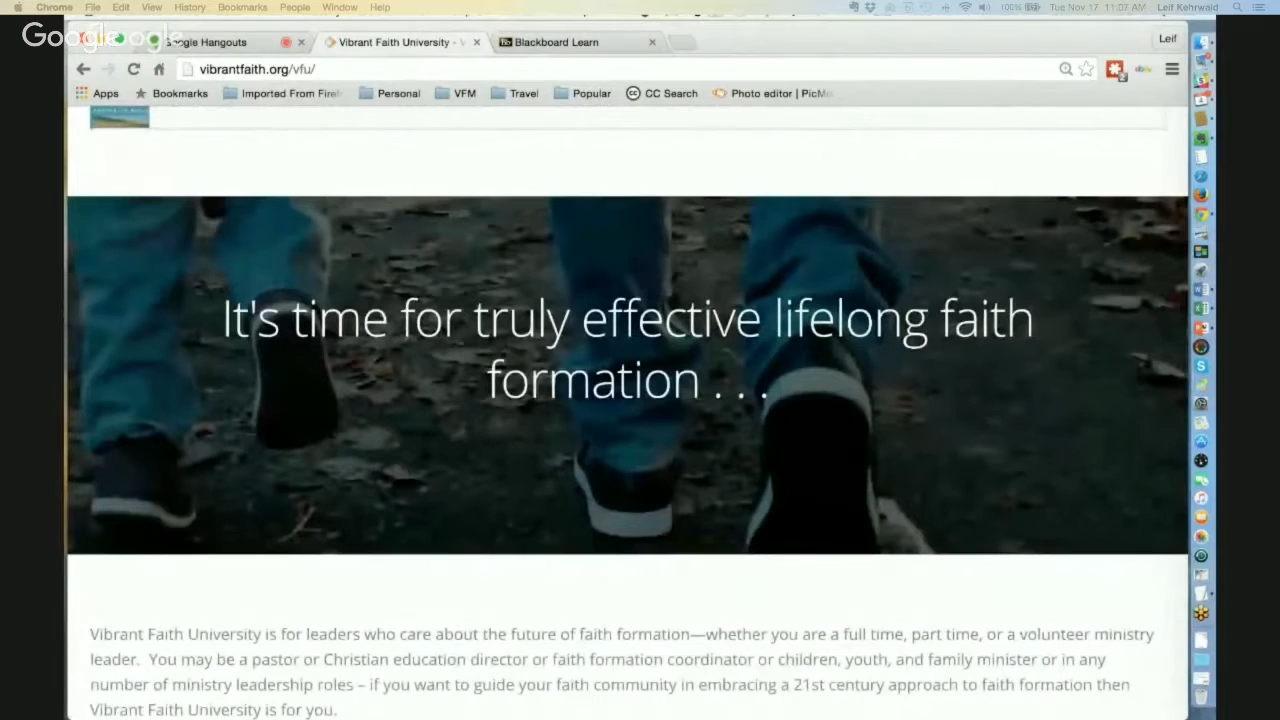 Chrome File Edit View History Bookmarks People Window Help 100% Tue Nov 17 11:07 AM Leif Kehrwald
Google
Google Hangouts Vibrant Faith University - Blackboard Learn Leif
vibrantfaith.org/vfu/
Apps Bookmarks Imported From Personal VFM Travel Popular CC Search Photo editor |
It's time for truly effective lifelong faith
formation . . .
Vibrant Faith University is for leaders who care about the future of faith formation—whether you are a full time, part time, or a volunteer ministry
leader. You may be a pastor or Christian education director or faith formation coordinator or children, youth, and family minister or in any
number of ministry leadership roles – if you want to guide your faith community in embracing a 21st century approach to faith formation then
Vibrant Faith University is for you.